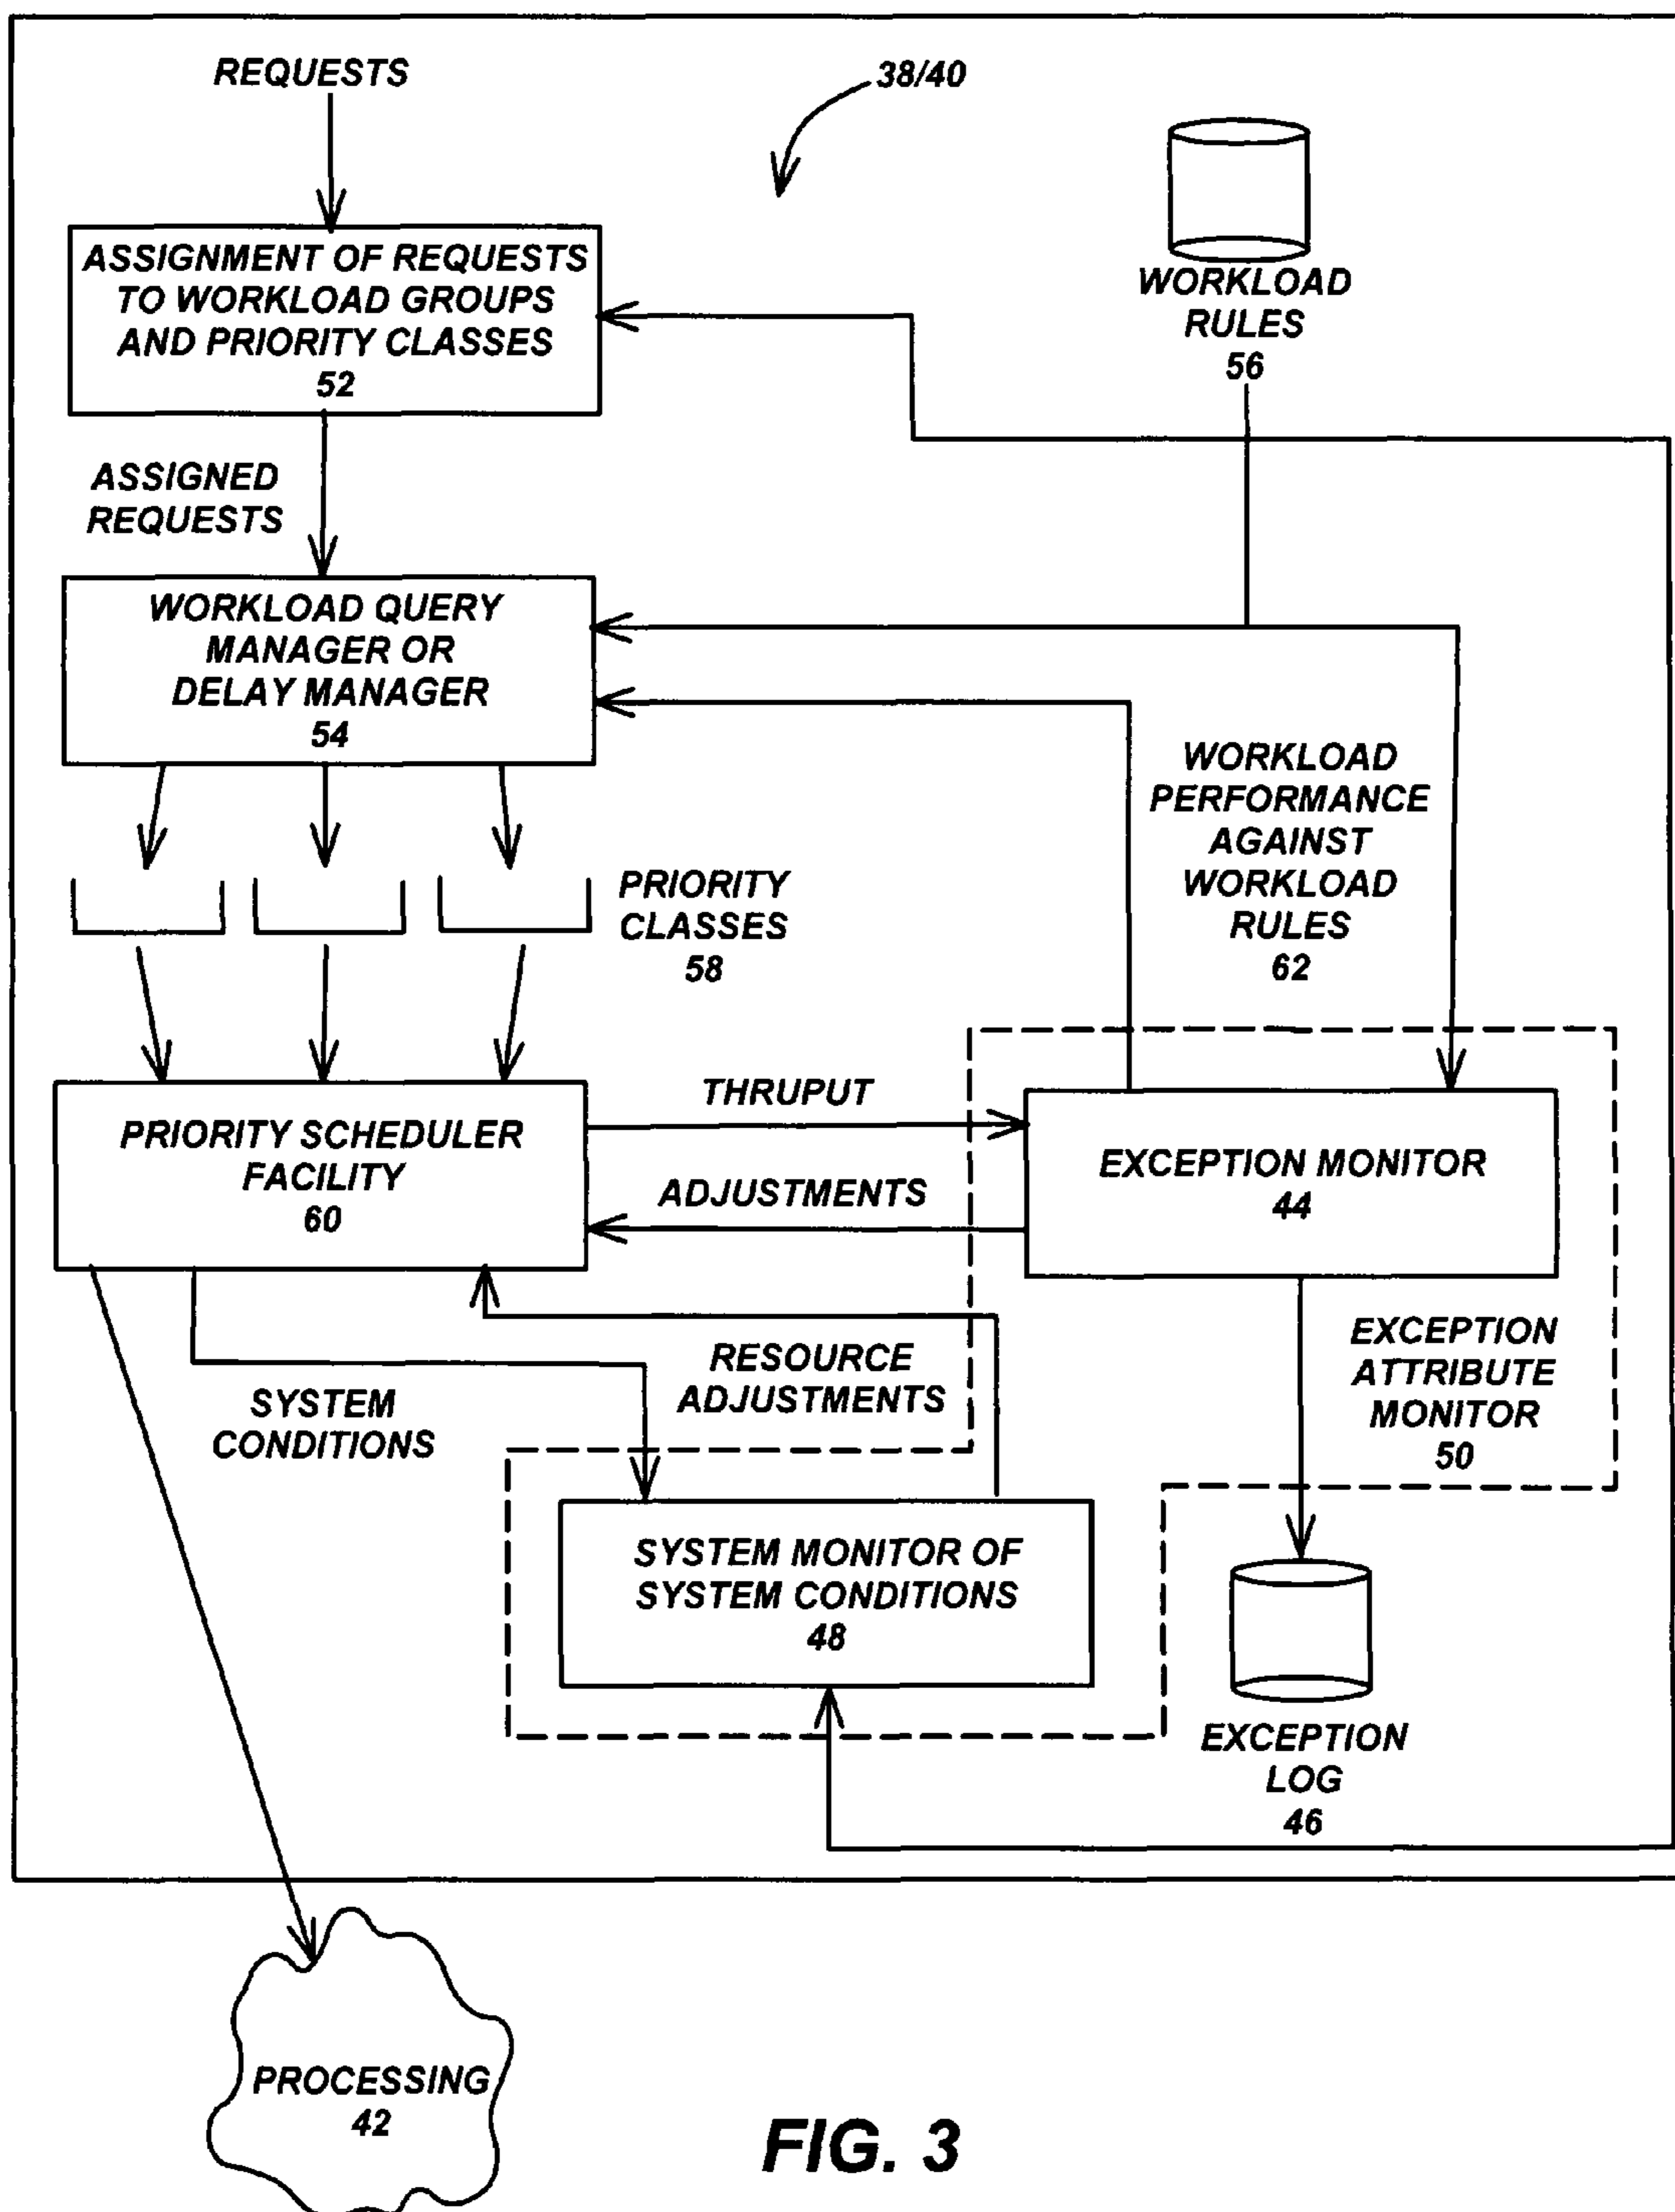 REQUESTS
38/40
ASSIGNMENT OF REQUESTS
TO WORKLOAD GROUPS
AND PRIORITY CLASSES
52
WORKLOAD
RULES
56
ASSIGNED
REQUESTS
WORKLOAD QUERY
MANAGER OR
DELAY MANAGER
54
WORKLOAD
PERFORMANCE
AGAINST
WORKLOAD
RULES
62
PRIORITY
CLASSES
58
THRUPUT
PRIORITY SCHEDULER
FACILITY
60
ADJUSTMENTS
EXCEPTION MONITOR
44
RESOURCE
ADJUSTMENTS
SYSTEM
CONDITIONS
EXCEPTION
ATTRIBUTE
MONITOR
50
SYSTEM MONITOR OF
SYSTEM CONDITIONS
48
EXCEPTION
LOG
46
PROCESSING
42
FIG. 3